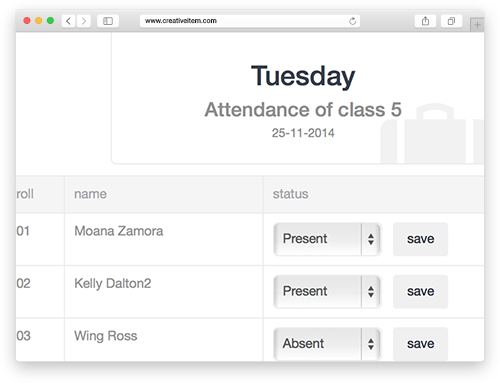 www.creativeitem.com
Tuesday
Attendance of class 5
25-11-2014
roll name status
01 Moana Zamora Present save
02 Kelly Dalton2 Present save
03 Wing Ross Absent save